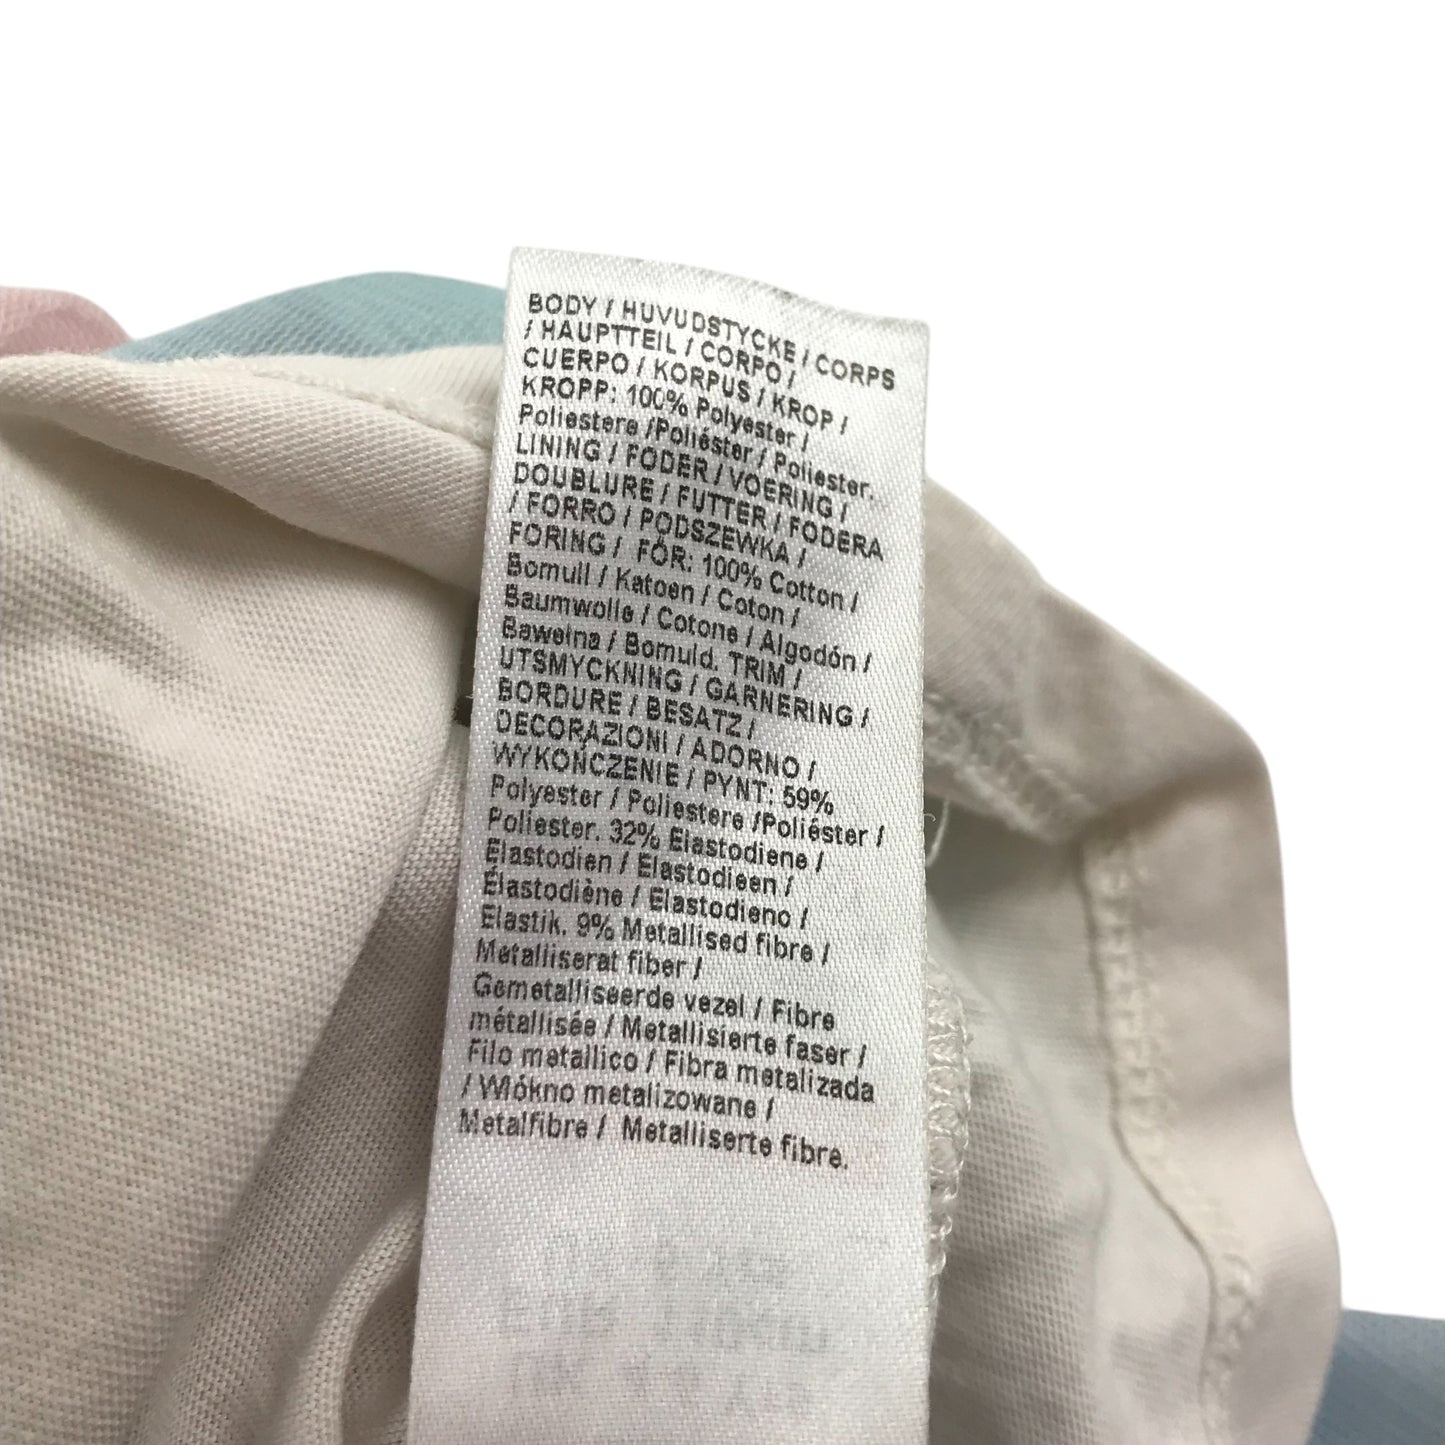 BODY / HUVUDSTYCKE / CORPS
/ HAUPTTEIL / CORPO /
CUERPO / KORPUS / KROP /
KROPP: 100% Polyester /
Poliestere /Poliéster / Poliester.
LINING / FODER / VOERING /
DOUBLURE / FUTTER / FODERA
/ FORRO / PODSZEWKA /
FORING / FÔR: 100% Cotton /
Bomull / Katoen / Coton /
Baumwolle / Cotone / Algodón /
Bawełna / Bomuld. TRIM /
UTSMYCKNING / GARNERING /
BORDURE / BESATZ /
DECORAZIONI / ADORNO /
WYKOŃCZENIE / PYNT: 59%
Polyester / Poliestere /Poliéster /
Poliester. 32% Elastodiene /
Elastodien / Elastodieen /
Élastodiène / Elastodieno /
Elastik. 9% Metallised fibre /
Metalliserat fiber /
Gemetalliseerde vezel / Fibre
métallisée / Metallisierte faser /
Filo metallico / Fibra metalizada
/ Włókno metalizowane /
Metalfibre / Metalliserte fibre.